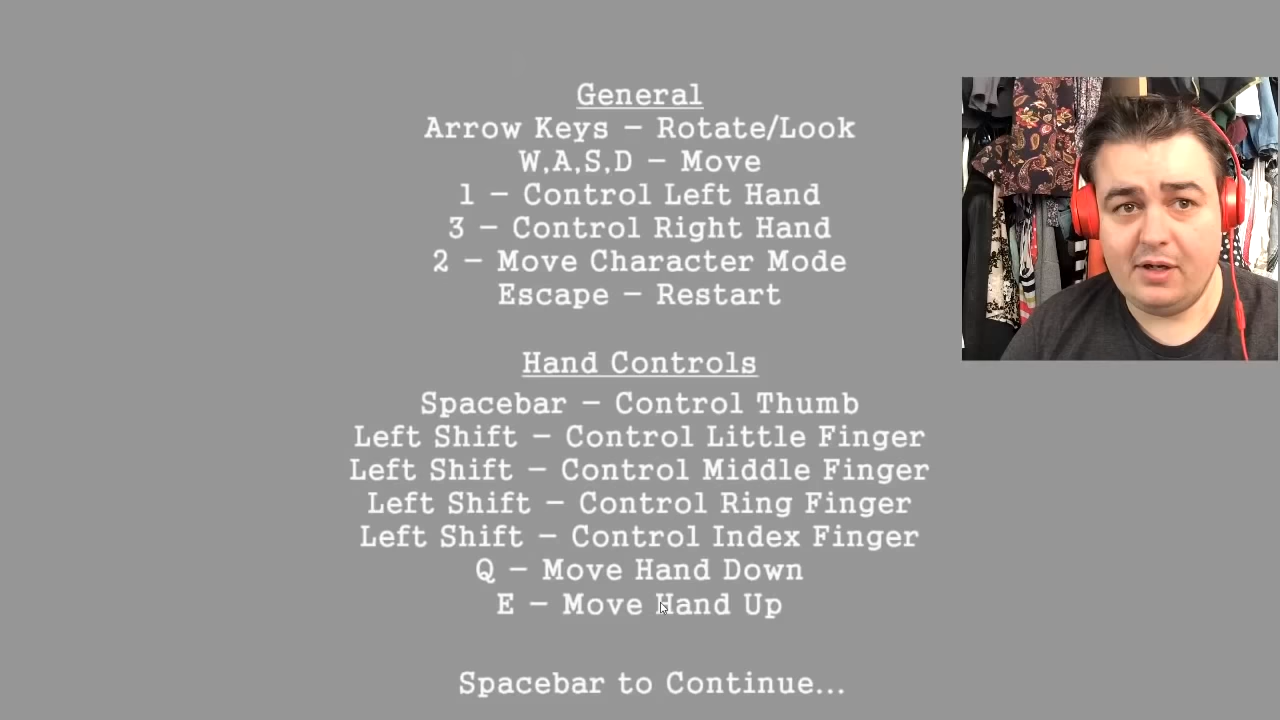 General
Arrow Keys – Rotate/Look
W,A,S,D – Move
1 – Control Left Hand
3 – Control Right Hand
2 – Move Character Mode
Escape – Restart
Hand Controls
Spacebar – Control Thumb
Left Shift – Control Little Finger
Left Shift – Control Middle Finger
Left Shift – Control Ring Finger
Left Shift – Control Index Finger
Q – Move Hand Down
E – Move Hand Up
Spacebar to Continue...